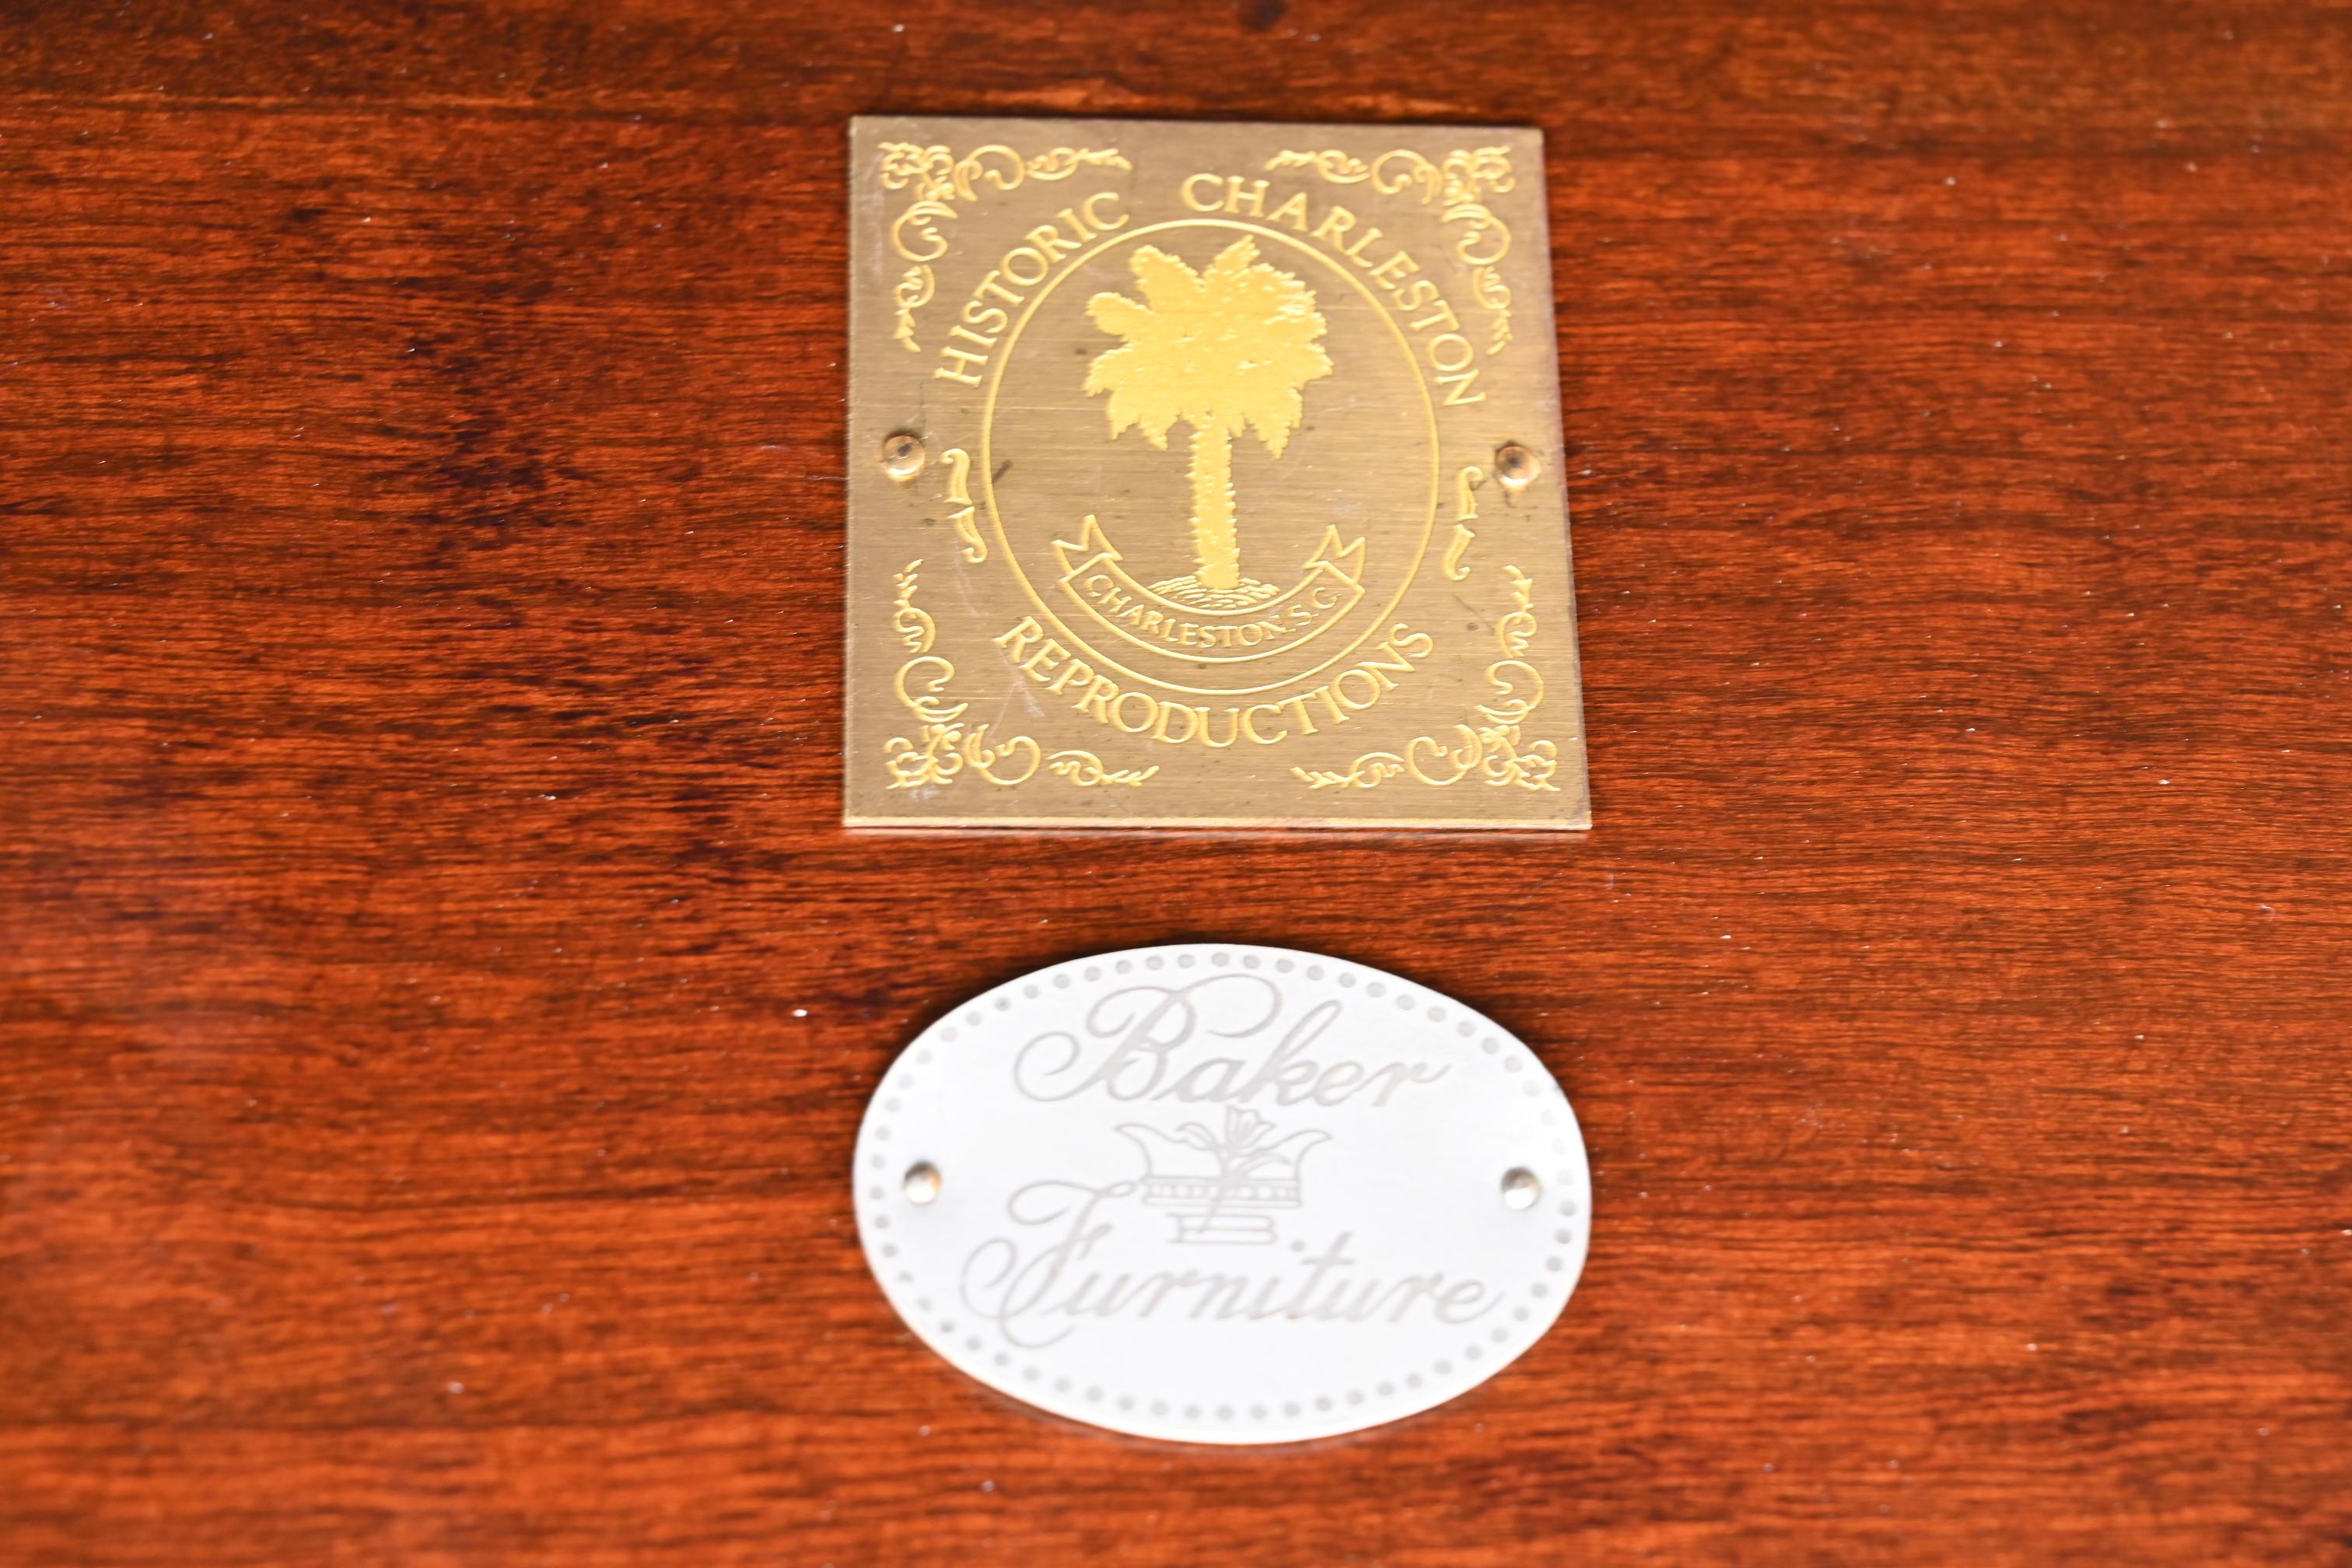 HISTORIC CHARLESTON
CHARLESTON, S.C.
REPRODUCTIONS
Baker
Furniture